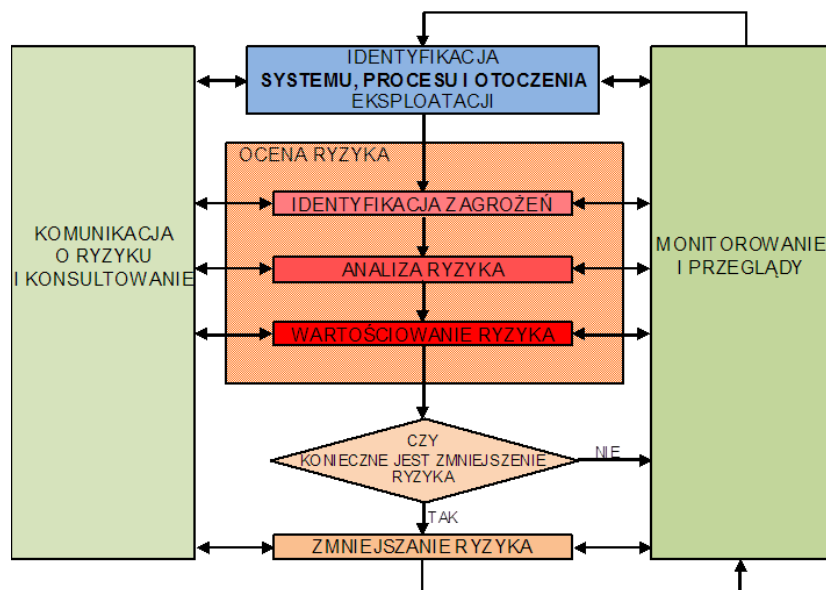 IDENTYFIKACJA
SYSTEMU, PROCESU I OTOCZENIA
EKSPLOATACJI
OCENA RYZYKA
IDENTYFIKACJA ZAGROŻEŃ
KOMUNIKACJA
O RYZYKU
I KONSULTOWANIE
MONITOROWANIE
I PRZEGLĄDY
ANALIZA RYZYKA
WARTOŚCIOWANIE RYZYKA
CZY
KONIECZNE JEST ZMNIEJSZENIE
RYZYKA
NIE
TAK
ZMNIEJSZANIE RYZYKA